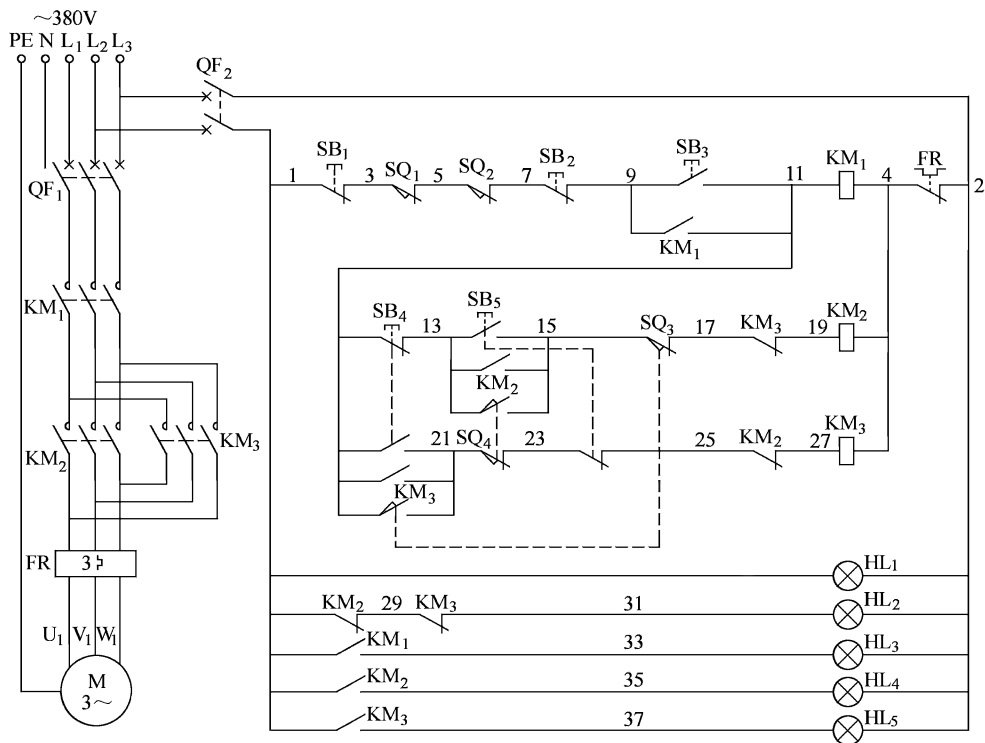 ～380V
PE N L₁ L₂ L₃
QF₂
SB₁ SQ₁ SQ₂ SB₂ SB₃ KM₁ FR
1 3 5 7 9 11 4 2
QF₁
KM₁
KM₁
SB₄ SB₅ SQ₃ KM₃ KM₂
13 15 17 19
KM₂
KM₂
KM₃
21 SQ₄ 23 25 KM₂ 27 KM₃
KM₃
FR 3
HL₁
KM₂ 29 KM₃ 31 HL₂
U₁ V₁ W₁
KM₁ 33 HL₃
M
3～
KM₂ 35 HL₄
KM₃ 37 HL₅